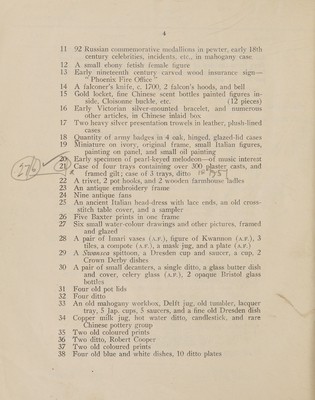 4
11 92 Russian commemorative medallions in pewter, early 18th
century celebrities, incidents, etc., in mahogany case
12 A small ebony fetish female figure
13 Early nineteenth century carved wood insurance sign—
"Phoenix Fire Office"
14 A falconer's knife, c. 1700, 2 falcon's hoods, and bell
15 Gold locket, fine Chinese scent bottles painted figures in-
side, Cloisonne buckle, etc. (12 pieces)
16 Early Victorian silver-mounted bracelet, and numerous
other articles, in Chinese inlaid box
17 Two heavy silver presentation trowels in leather, plush-lined
cases
18 Quantity of army badges in 4 oak, hinged, glazed-lid cases
19 Miniature on ivory, original frame, small Italian figures,
painting on panel, and small oil painting
20 Early specimen of pearl-keyed melodeon—of music interest
21 Case of four trays containing over 300 plaster casts, and
framed gilt; case of 3 trays, ditto
22 A trivet, 2 pot hooks, and 2 wooden farmhouse ladles
23 An antique embroidery frame
24 Nine antique fans
25 An ancient Italian head-dress with lace ends, an old cross-
stitch table cover, and a sampler
26 Five Baxter prints in one frame
27 Six small water-colour drawings and other pictures, framed
and glazed
28 A pair of Imari vases (A.F.), figure of Kwannon (A.F.), 3
tiles, a compote (A.F.), a mask jug, and a plate (A.F.)
29 A Slamasca spittoon, a Dresden cup and saucer, a cup, 2
Crown Derby dishes
30 A pair of small decanters, a single ditto, a glass butter dish
and cover, celery glass (A.F.), 2 opaque Bristol glass
bottles
31 Four old pot lids
32 Four ditto
33 An old mahogany workbox, Delft jug, old tumbler, lacquer
tray, 5 Jap. cups, 5 saucers, and a fine old Dresden dish
34 Copper milk jug, hot water ditto, candlestick, and rare
Chinese pottery group
35 Two old coloured prints
36 Two ditto, Robert Cooper
37 Two old coloured prints
38 Four old blue and white dishes, 10 ditto plates